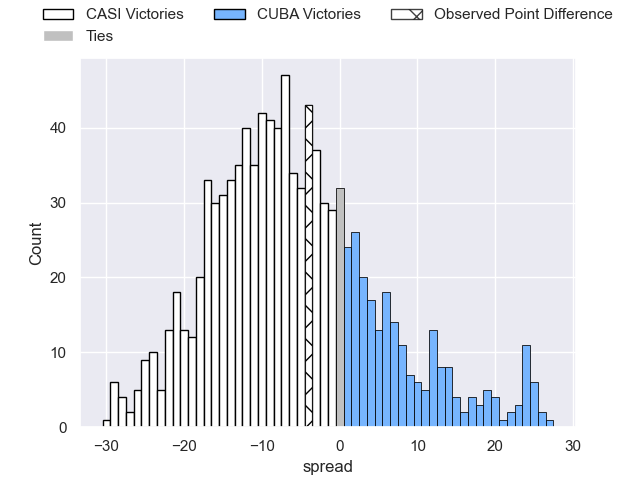 CASI Victories CUBA Victories Observed Point Difference
Ties
Count
40
30
20
10
0
−30 −20 −10 0 10 20 30
spread